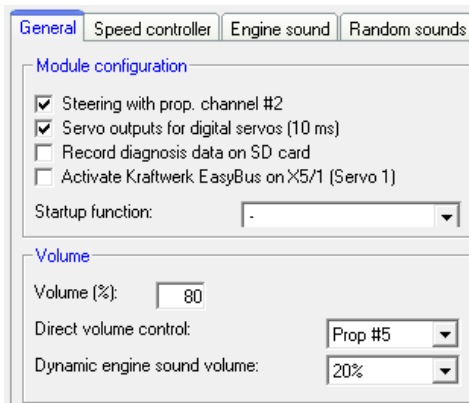 General Speed controller Engine sound Random sounds
Module configuration
Steering with prop. channel #2
Servo outputs for digital servos (10 ms)
Record diagnosis data on SD card
Activate Kraftwerk EasyBus on X5/1 (Servo 1)
Startup function: -
Volume
Volume (%): 80
Direct volume control: Prop #5
Dynamic engine sound volume: 20%